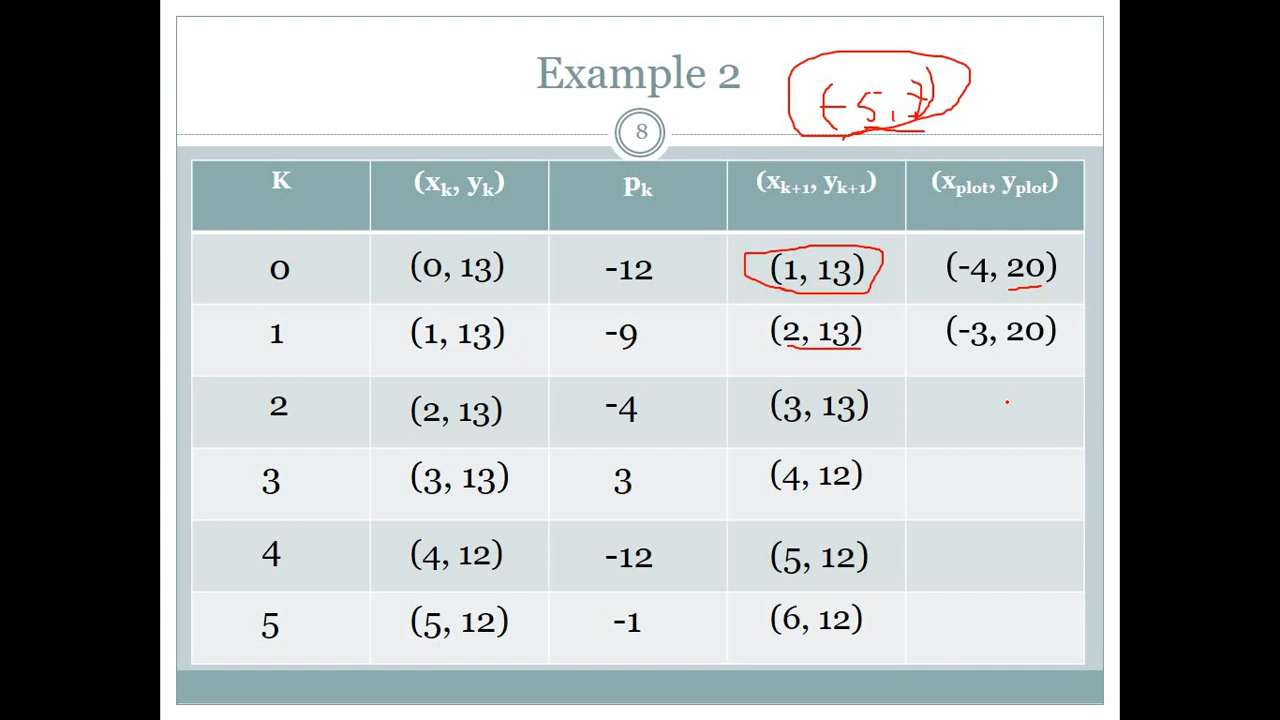 Example 2
(-5, 7)
8
K (xk, yk) pk (xk+1, yk+1) (xplot, yplot)
0 (0, 13) -12 (1, 13) (-4, 20)
1 (1, 13) -9 (2, 13) (-3, 20)
2 (2, 13) -4 (3, 13)
3 (3, 13) 3 (4, 12)
4 (4, 12) -12 (5, 12)
5 (5, 12) -1 (6, 12)